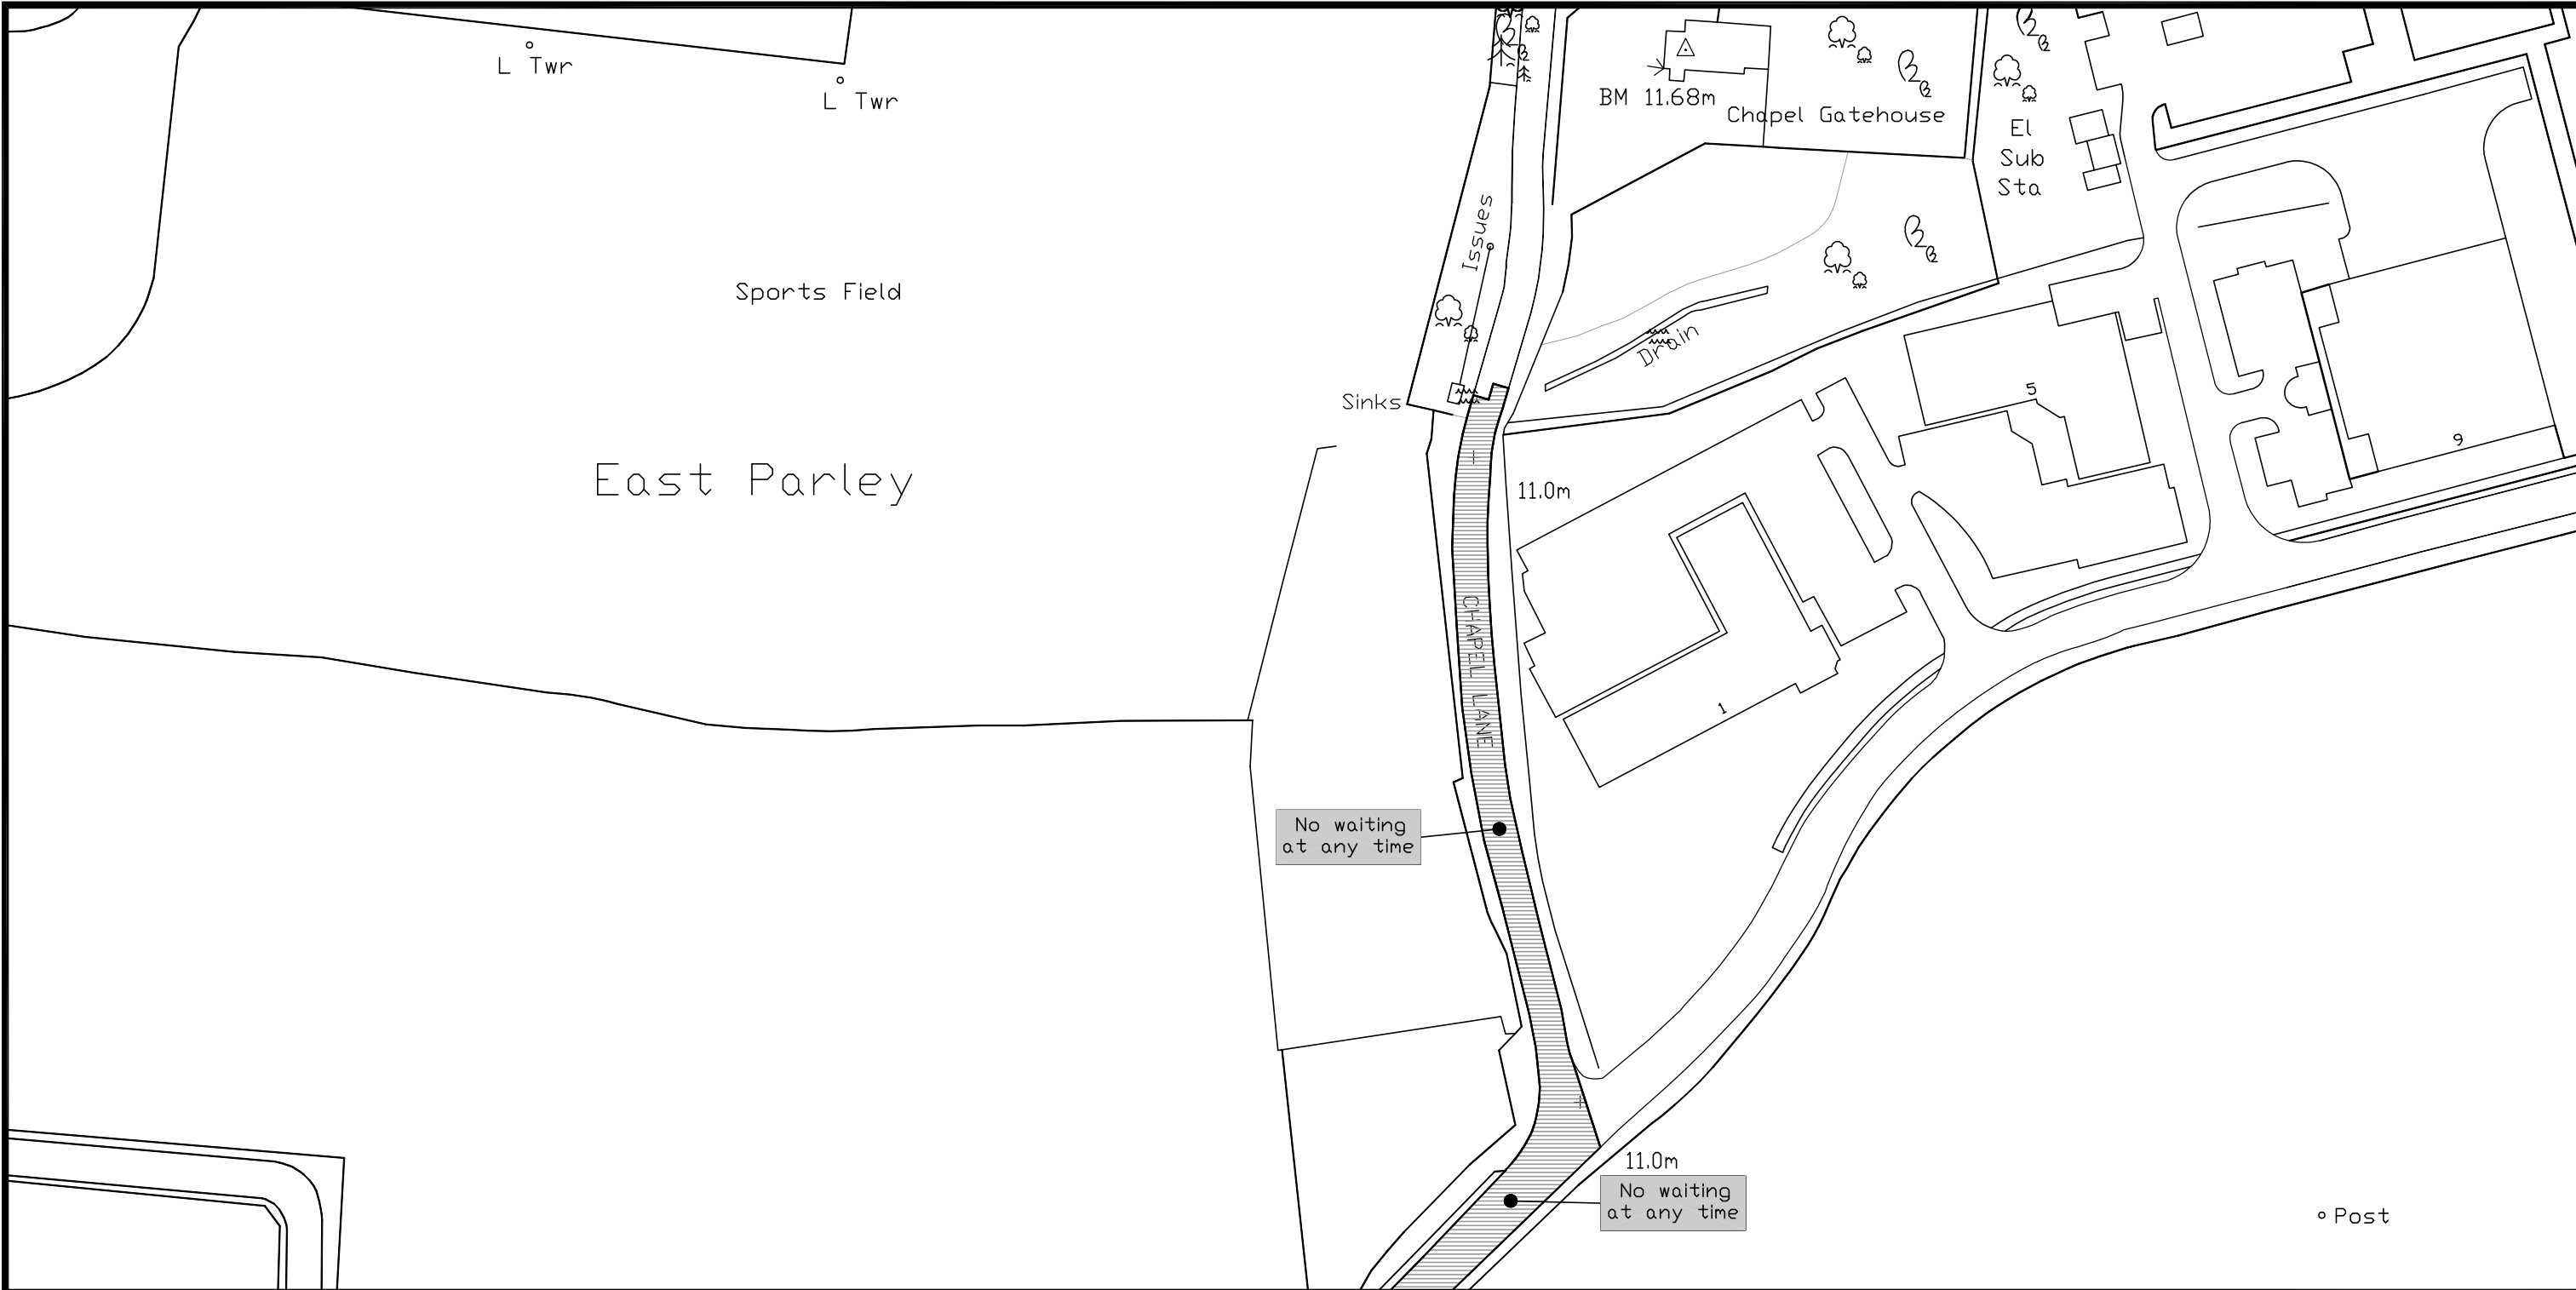 L Twr
L Twr
BM 11.68m
Chapel Gatehouse
El
Sub
Sta
Issues
Sports Field
Drain
Sinks
5
9
East Parley
11.0m
CHAPEL LANE
1
No waiting
at any time
11.0m
No waiting
at any time
Post